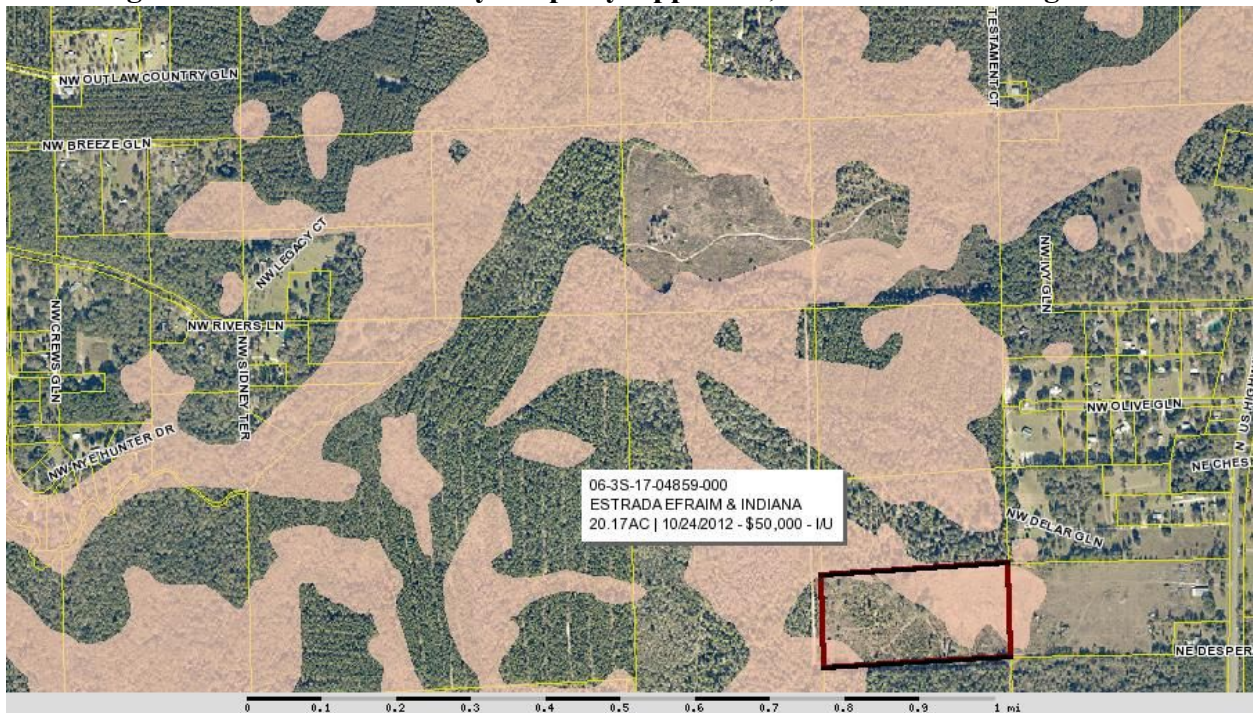 TESTAMENT CT
NW OUTLAW COUNTRY GLN
NW BREEZE GLN
NW LEGACY CT
NW IVY GLN
NW RIVERS LN
NW CREWS GLN
NW SIDNEY TER
NW OLIVE GLN
NW NYE HUNTER DR
NE CHES
06-3S-17-04859-000
ESTRADA EFRAIM & INDIANA
20.17AC | 10/24/2012 - $50,000 - I/U
NW DELAR GLN
NE DESPER
0 0.1 0.2 0.3 0.4 0.5 0.6 0.7 0.8 0.9 1 mi